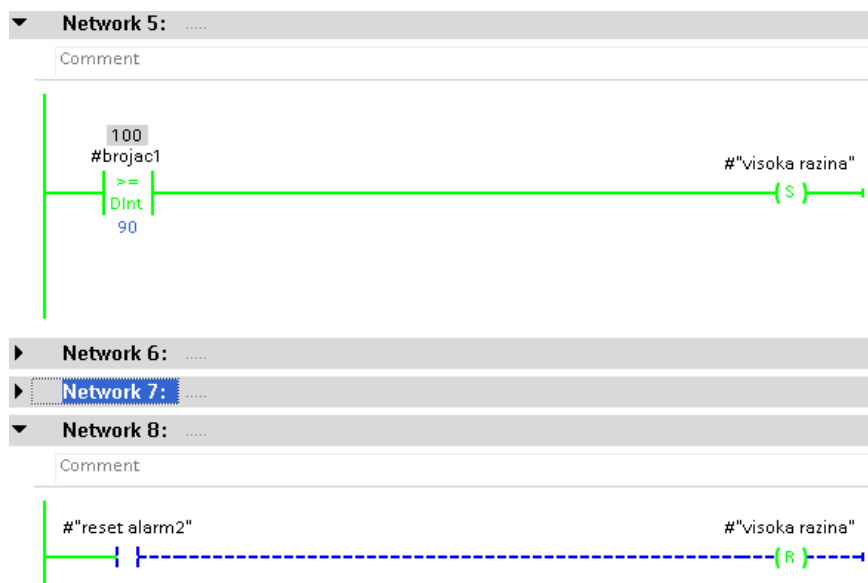 Network 5: .....
Comment
100
#brojac1
#"visoka razina"
>=
S
DInt
90
Network 6: .....
Network 7: .....
Network 8: .....
Comment
#"reset alarm2"
#"visoka razina"
R